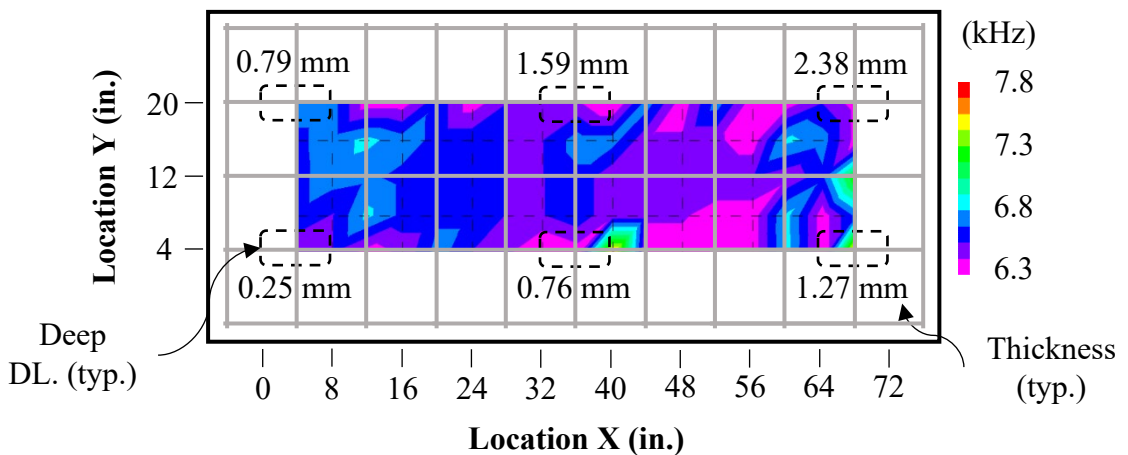 (kHz)
0.79 mm
1.59 mm
2.38 mm
7.8
7.3
6.8
6.3
Location Y (in.)
20
12
4
0.25 mm
0.76 mm
1.27 mm
Deep
DL. (typ.)
Thickness
(typ.)
0 8 16 24 32 40 48 56 64 72
Location X (in.)